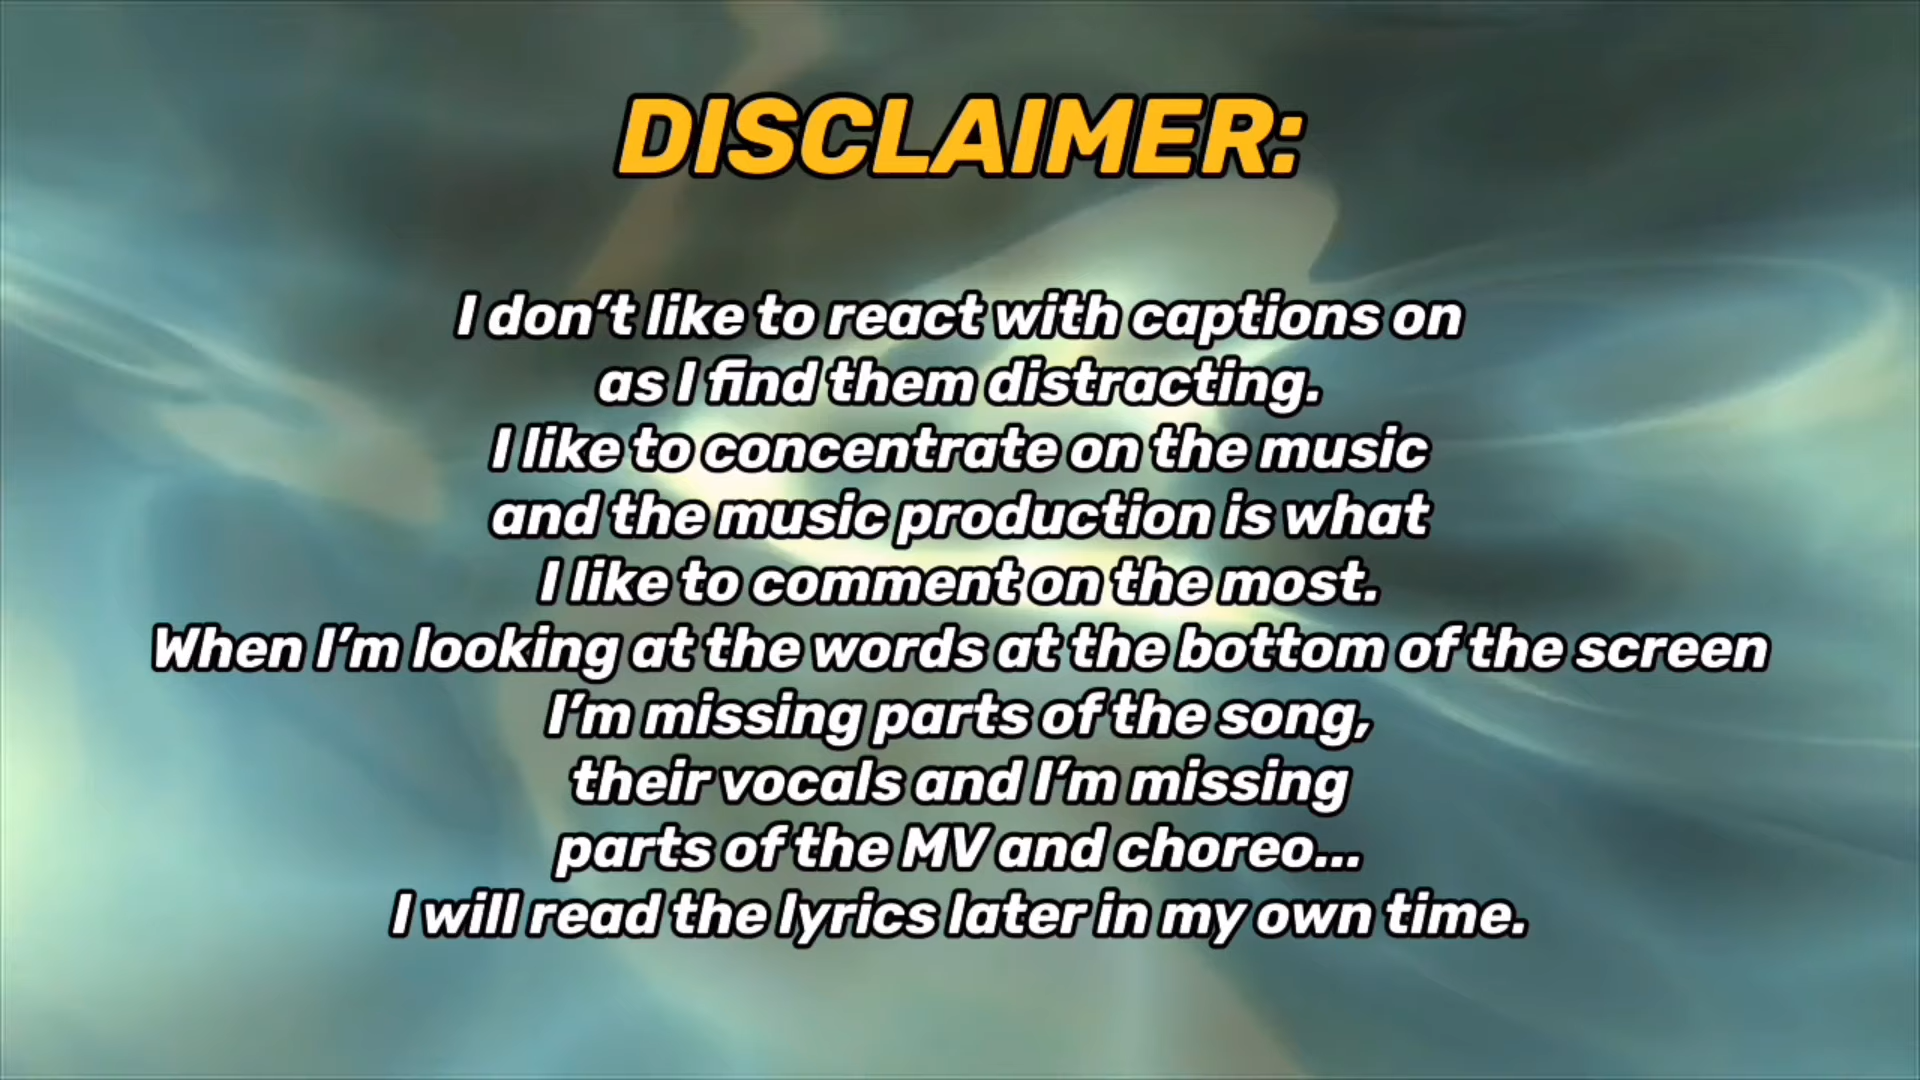 DISCLAIMER:
I don’t like to react with captions on
as I find them distracting.
I like to concentrate on the music
and the music production is what
I like to comment on the most.
When I’m looking at the words at the bottom of the screen
I’m missing parts of the song,
their vocals and I’m missing
parts of the MV and choreo...
I will read the lyrics later in my own time.